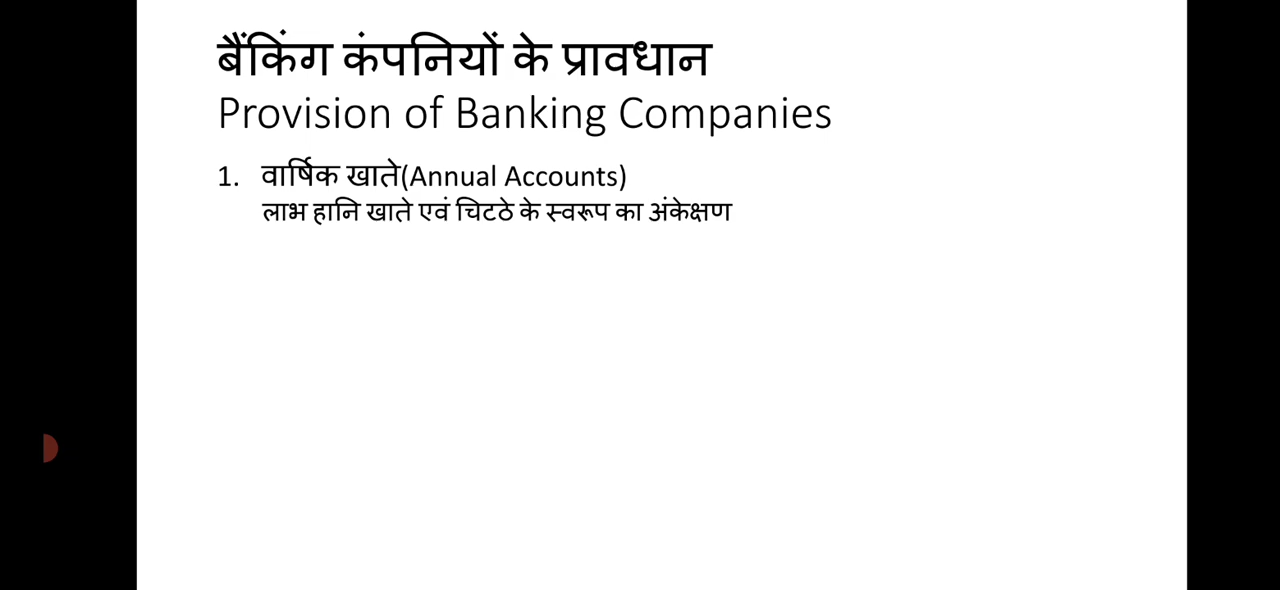 बैंकिंग कंपनियों के प्रावधान
Provision of Banking Companies
1. वार्षिक खाते(Annual Accounts)
लाभ हानि खाते एवं चिटठे के स्वरूप का अंकेक्षण